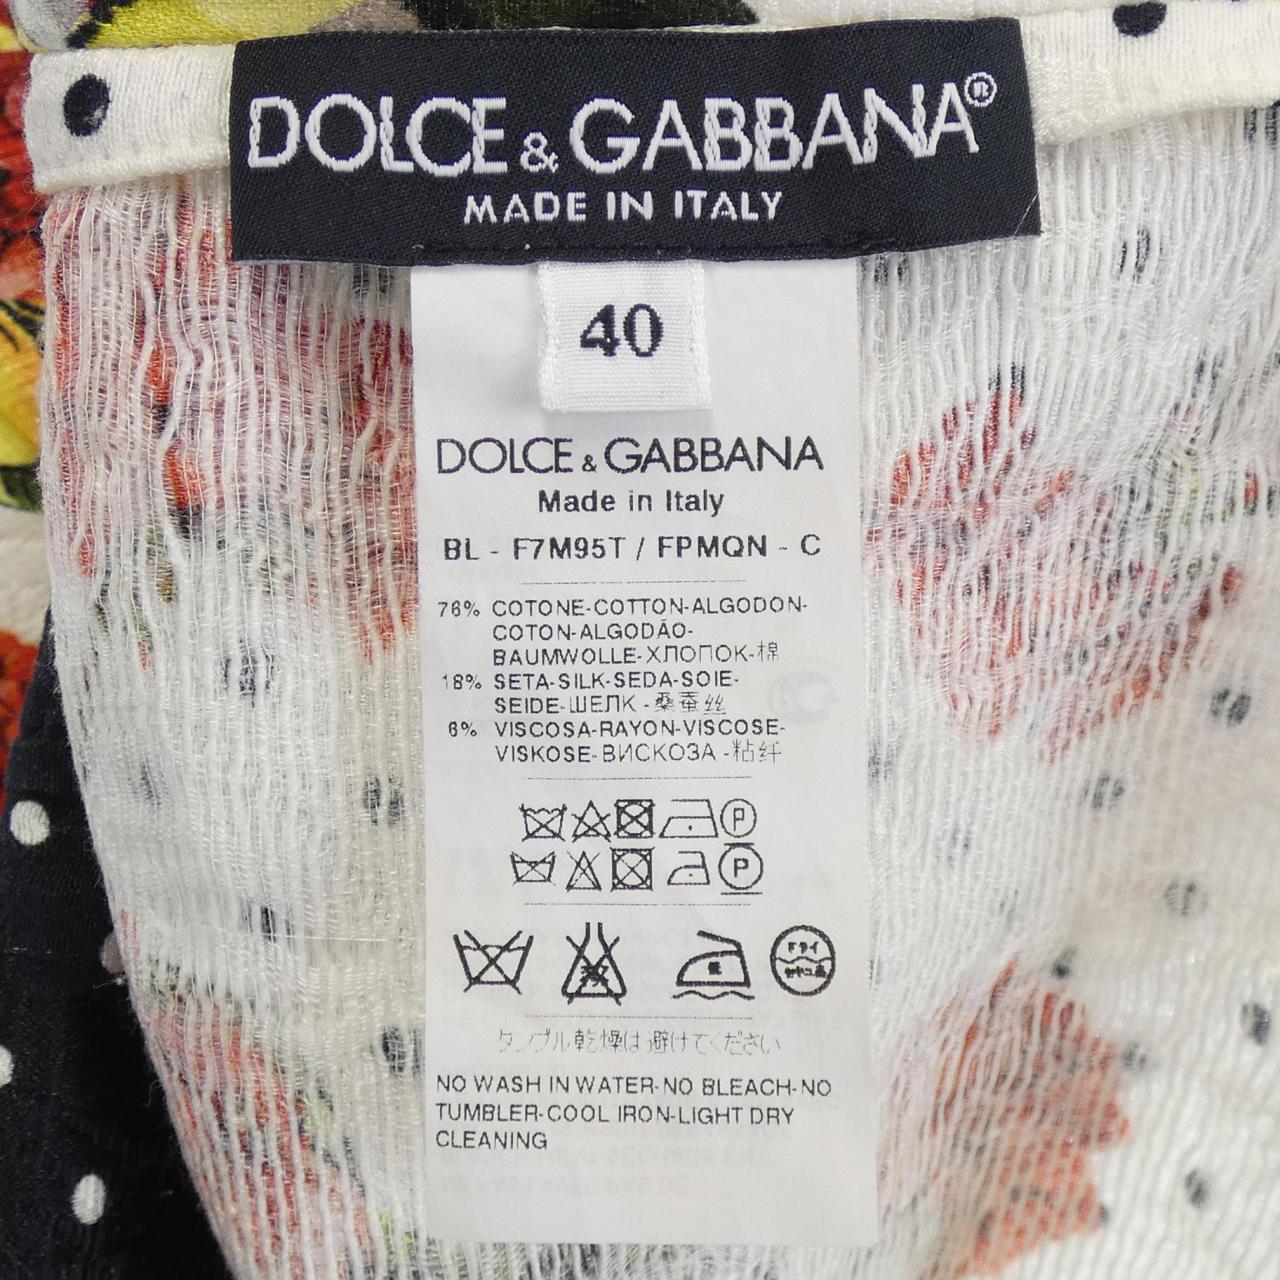 DOLCE & GABBANA®
MADE IN ITALY
40
DOLCE & GABBANA
Made in Italy
BL - F7M95T / FPMQN - C
76% COTONE-COTTON-ALGODON-
COTON-ALGODÃO-
BAUMWOLLE-ХЛОПОК-棉
18% SETA-SILK-SEDA-SOIE-
SEIDE-ШЕЛК -桑蚕丝
6% VISCOSA-RAYON-VISCOSE-
VISKOSE-ВИСКОЗА -粘纤
P
P
ドライ
タンブル乾燥は避けてください
NO WASH IN WATER-NO BLEACH-NO
TUMBLER-COOL IRON-LIGHT DRY
CLEANING